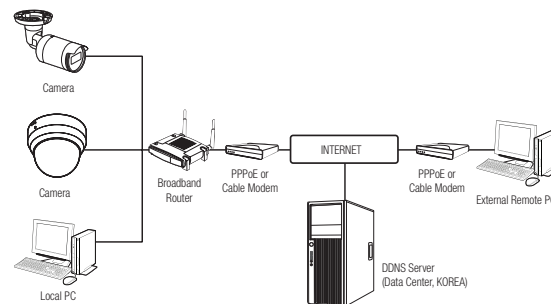 Camera
Camera
Local PC
Broadband
Router
PPPoE or
Cable Modem
INTERNET
DDNS Server
(Data Center, KOREA)
PPPoE or
Cable Modem
External Remote PC